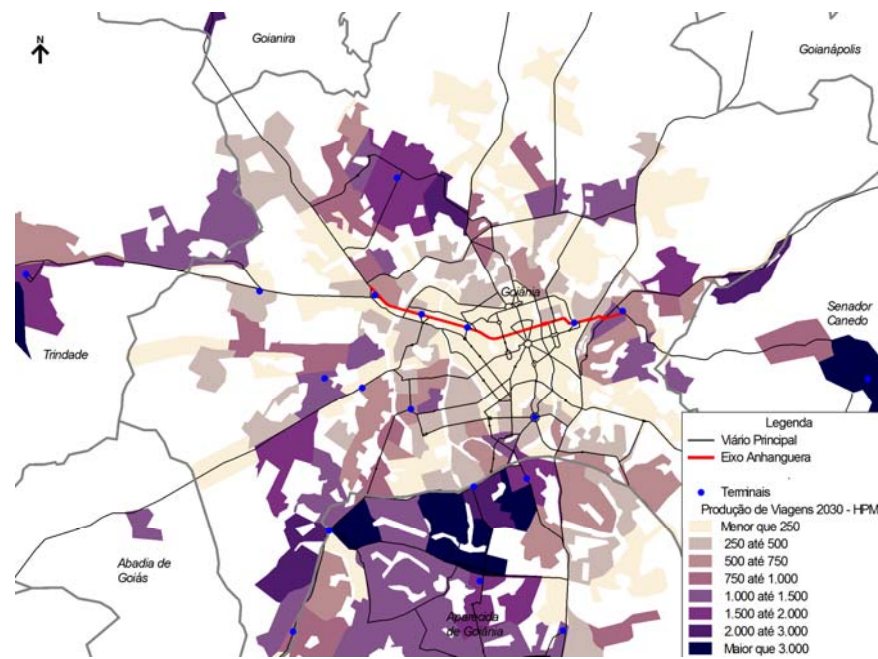 N
Goianira
Goianápolis
Goiânia
Senador
Canedo
Trindade
Abadia de
Goiás
Aparecida
de Goiânia
Legenda
Viário Principal
Eixo Anhanguera
Terminais
Produção de Viagens 2030 - HPM
Menor que 250
250 até 500
500 até 750
750 até 1.000
1.000 até 1.500
1.500 até 2.000
2.000 até 3.000
Maior que 3.000